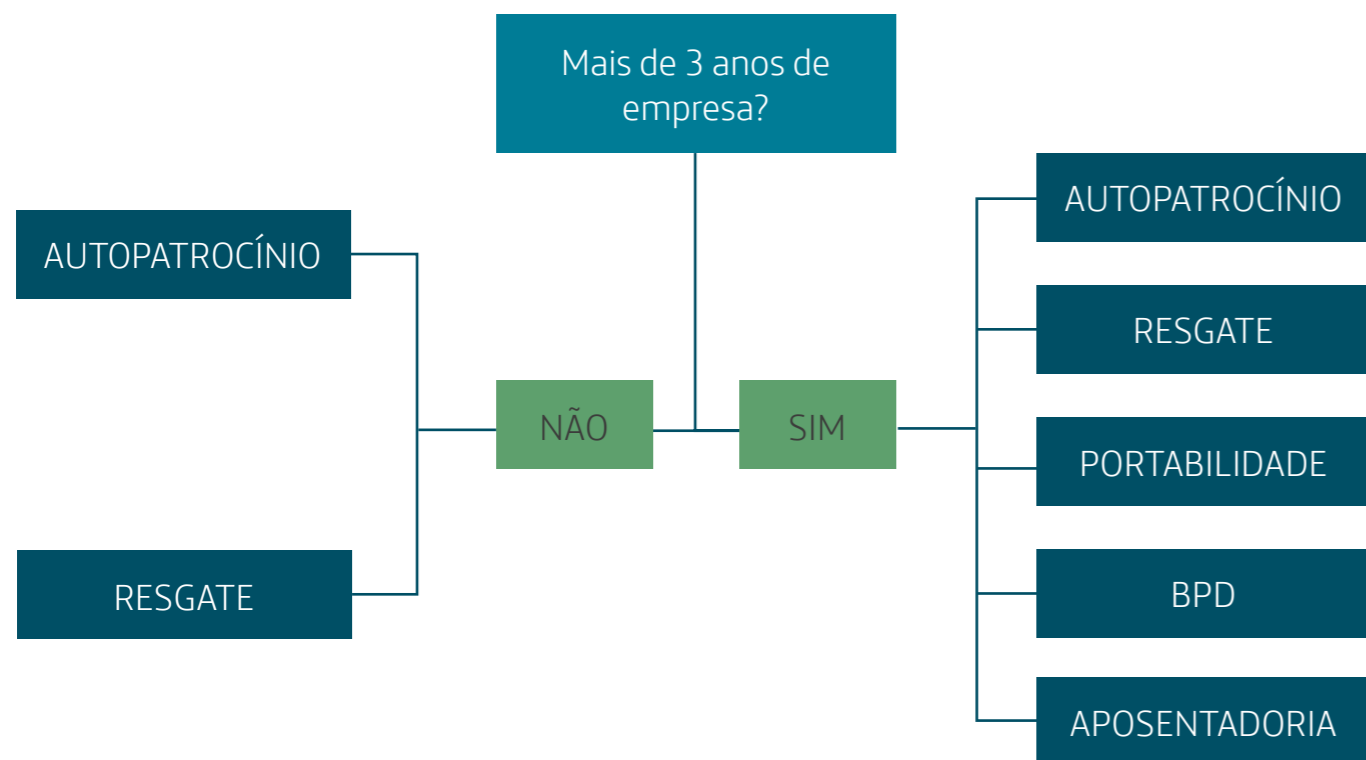 Mais de 3 anos de
empresa?
AUTOPATROCÍNIO
RESGATE
NÃO
SIM
AUTOPATROCÍNIO
RESGATE
PORTABILIDADE
BPD
APOSENTADORIA